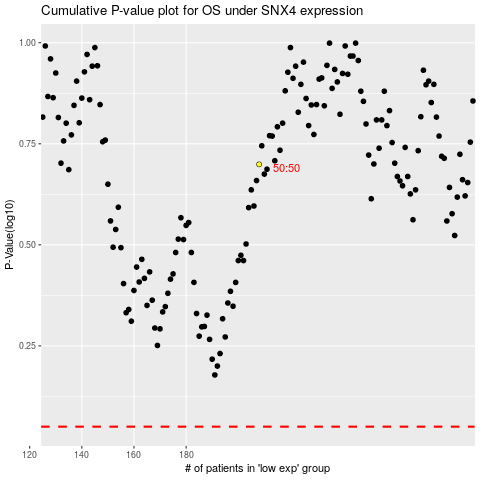 Cumulative P-value plot for OS under SNX4 expression
P-Value(log10)
1.00
0.75
0.50
0.25
50:50
120 140 160 180
# of patients in 'low exp' group